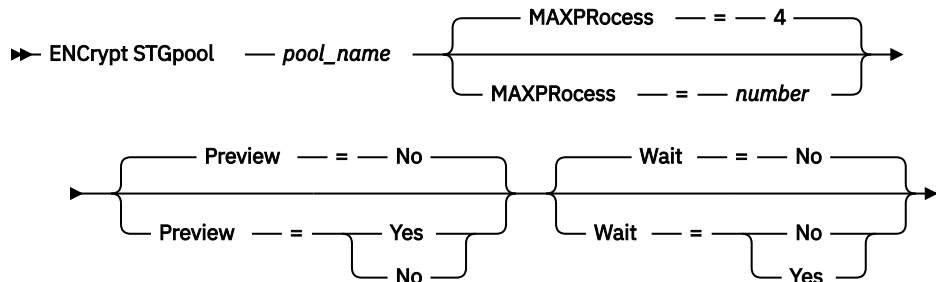 MAXPRocess = 4
ENCrypt STGpool pool_name
MAXPRocess = number
Preview = No Wait = No
Preview = Yes Wait = No
No Yes